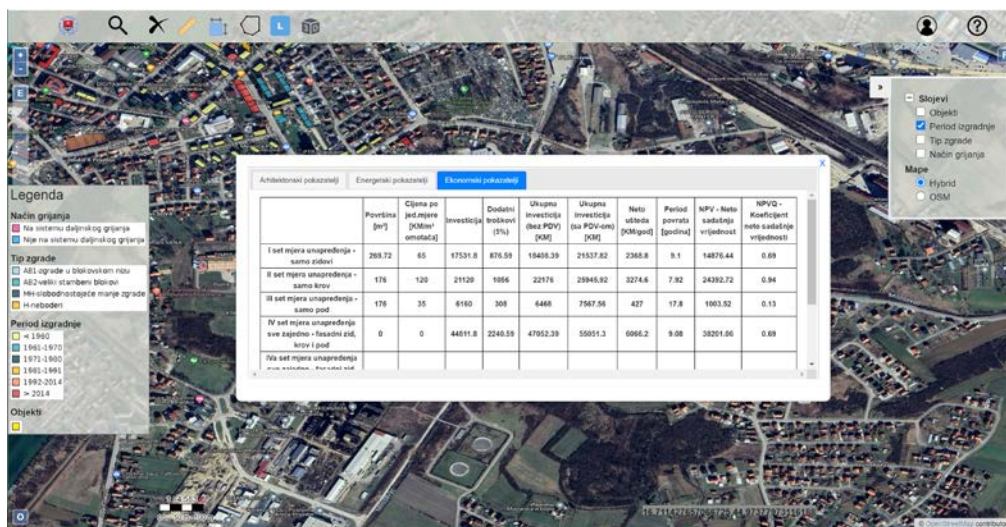 L
3D
?
+
-
E
»
Slojevi
Objekti
Period izgradnje
Tip zgrade
Način grijanja
Mape
Hybrid
OSM
X
Arhitektonski pokazatelji Energetski pokazatelji Ekonomski pokazatelji
Površina [m²] Cijena po jed.mjere [KM/m² omotača] Investicija Dodatni troškovi (5%) Ukupna investicija (bez PDV) [KM] Ukupna investicija (sa PDV-om) [KM] Neto ušteda [KM/god] Period povrata [godina] NPV - Neto sadašnja vrijednost NPVQ - Koeficijent neto sadašnje vrijednosti
I set mjera unapređenja - samo zidovi 269.72 65 17531.8 876.59 18408.39 21537.82 2368.8 9.1 14876.44 0.69
II set mjera unapređenja - samo krov 176 120 21120 1056 22176 25945,92 3274.6 7.92 24392.72 0.94
III set mjera unapređenja - samo pod 176 35 6160 308 6468 7567.56 427 17.8 1003.52 0.13
IV set mjera unapređenja sve zajedno - fasadni zid, krov i pod 0 0 44811.8 2240.59 47052.39 55051.3 6066.2 9.08 38201.06 0.69
IVa set mjera unapređenja sve zajedno - fasadni zid
Legenda
Način grijanja
Na sistemu daljinskog grijanja
Nije na sistemu daljinskog grijanja
Tip zgrade
AB1-zgrade u blokovskom nizu
AB2-veliki stambeni blokovi
MH-slobodnostojeće manje zgrade
H-neboderi
Period izgradnje
< 1960
1961-1970
1971-1980
1981-1991
1992-2014
> 2014
Objekti
O
© OpenStreetMap contributors